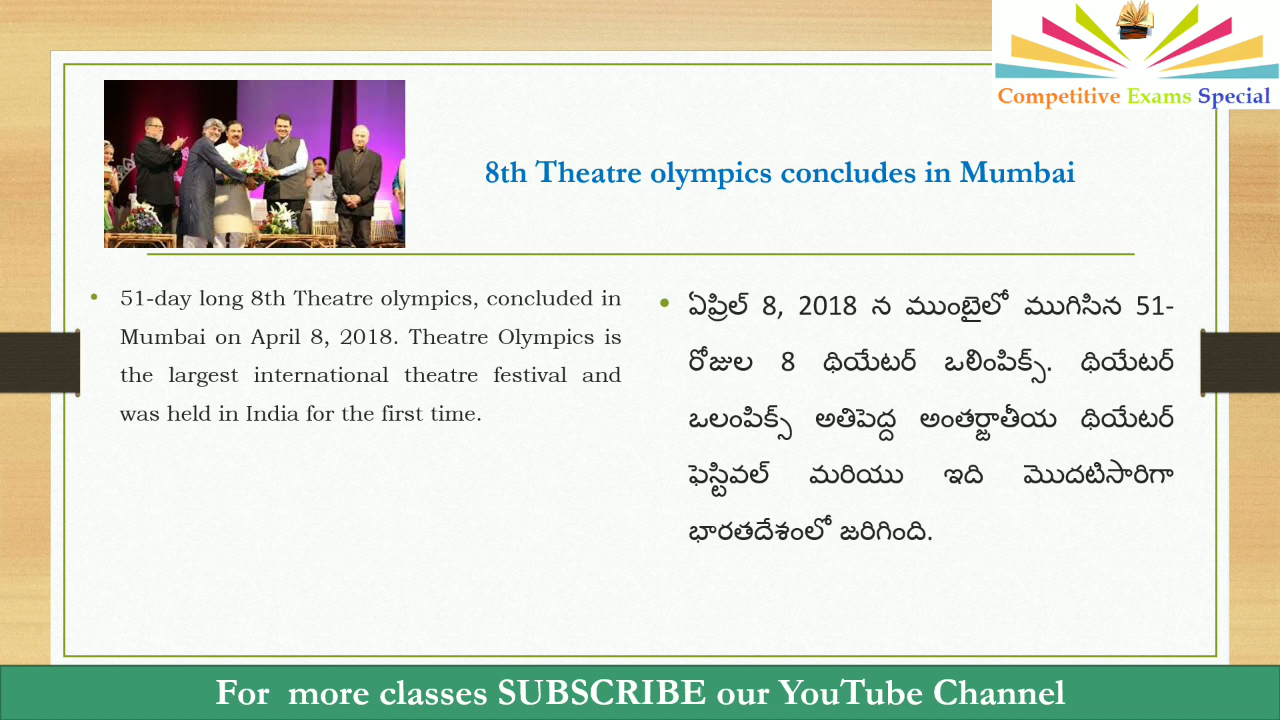 Competitive Exams Special
8th Theatre olympics concludes in Mumbai
• 51-day long 8th Theatre olympics, concluded in
Mumbai on April 8, 2018. Theatre Olympics is
the largest international theatre festival and
was held in India for the first time.
• ఏప్రిల్ 8, 2018 న ముంబైలో ముగిసిన 51-
రోజుల 8 థియేటర్ ఒలింపిక్స్. థియేటర్
ఒలంపిక్స్ అతిపెద్ద అంతర్జాతీయ థియేటర్
ఫెస్టివల్ మరియు ఇది మొదటిసారిగా
భారతదేశంలో జరిగింది.
For more classes SUBSCRIBE our YouTube Channel